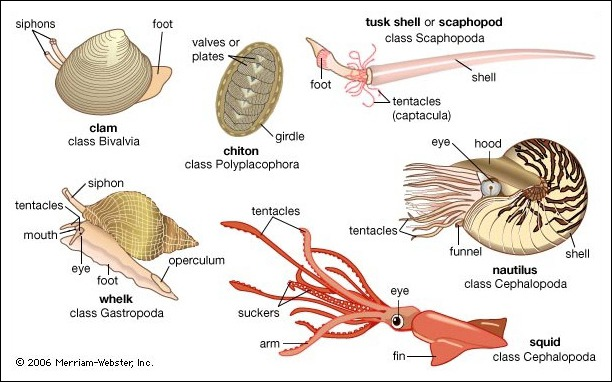 siphons
foot
clam
class Bivalvia
valves or
plates
girdle
chiton
class Polyplacophora
tusk shell or scaphopod
class Scaphopoda
foot
shell
tentacles
(captacula)
siphon
tentacles
mouth
eye
foot
operculum
whelk
class Gastropoda
eye
hood
tentacles
funnel
shell
nautilus
class Cephalopoda
tentacles
suckers
eye
arm
fin
squid
class Cephalopoda
© 2006 Merriam-Webster, Inc.